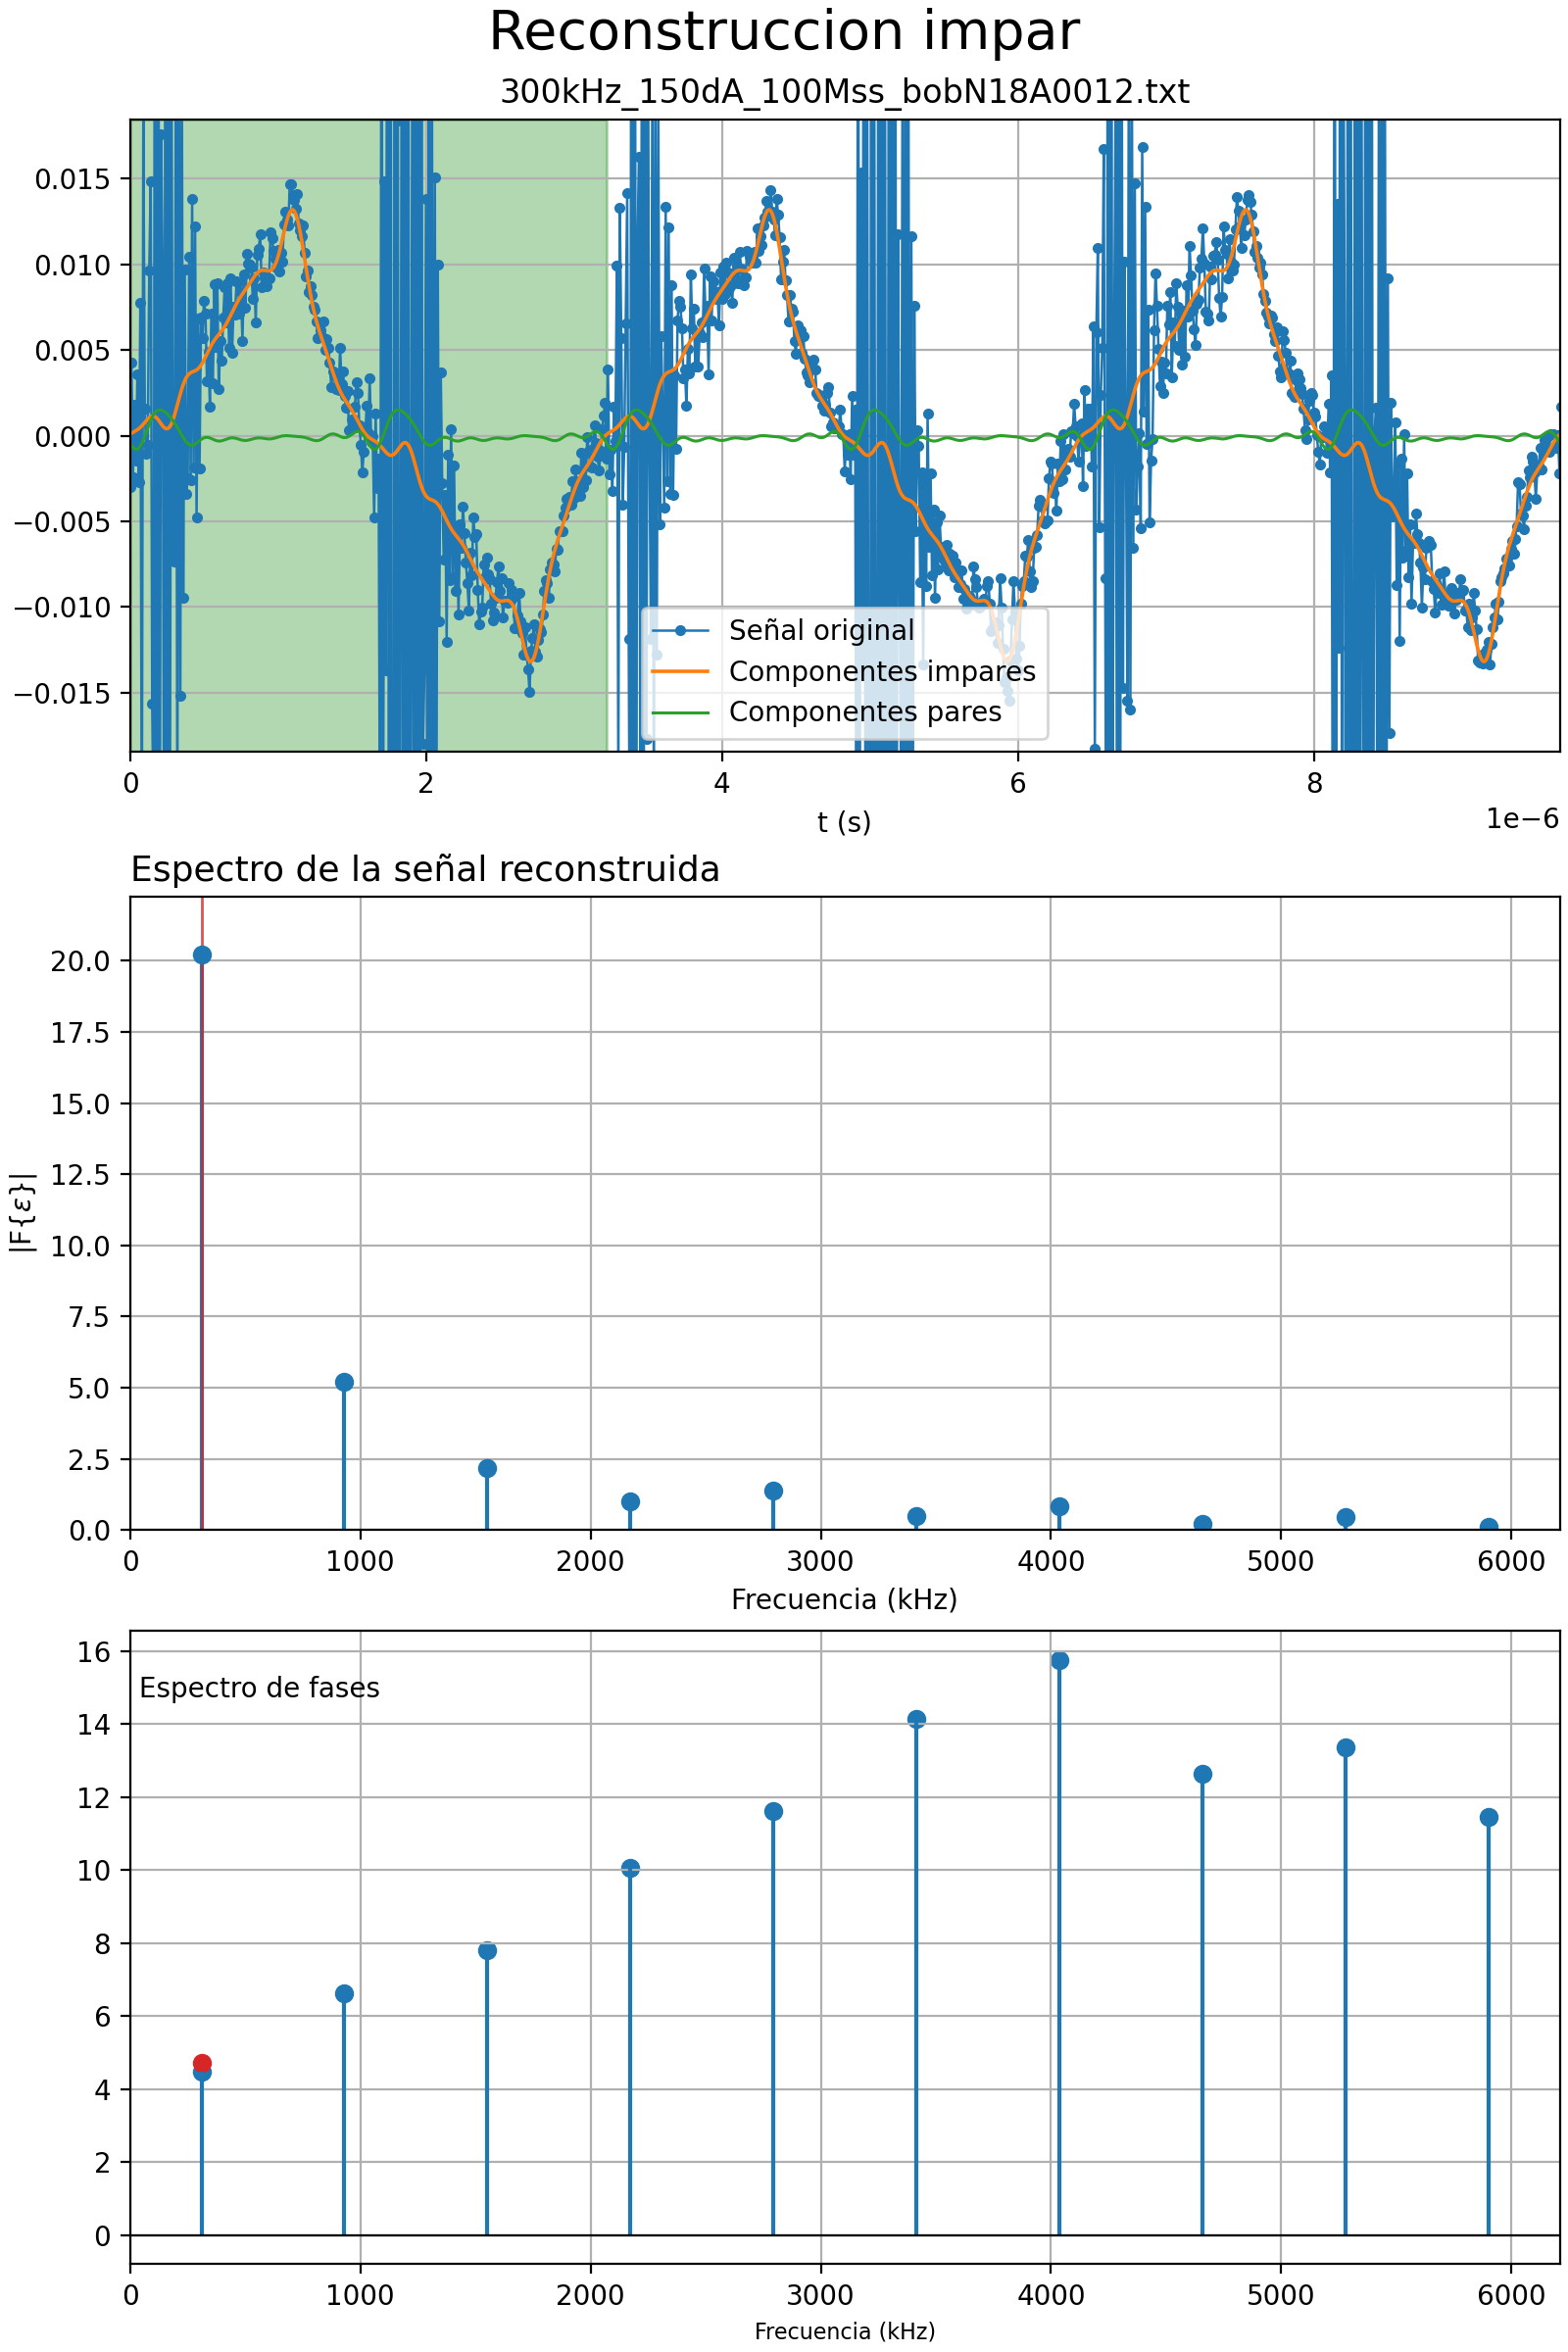 Reconstruccion impar
300kHz_150dA_100Mss_bobN18A0012.txt
0.015
0.010
0.005
0.000
−0.005
−0.010
−0.015
Señal original
Componentes impares
Componentes pares
0 2 4 6 8
t (s)
1e−6
Espectro de la señal reconstruida
20.0
17.5
15.0
12.5
10.0
7.5
5.0
2.5
0.0
|F{ε}|
0 1000 2000 3000 4000 5000 6000
Frecuencia (kHz)
16
Espectro de fases
14
12
10
8
6
4
2
0
0 1000 2000 3000 4000 5000 6000
Frecuencia (kHz)